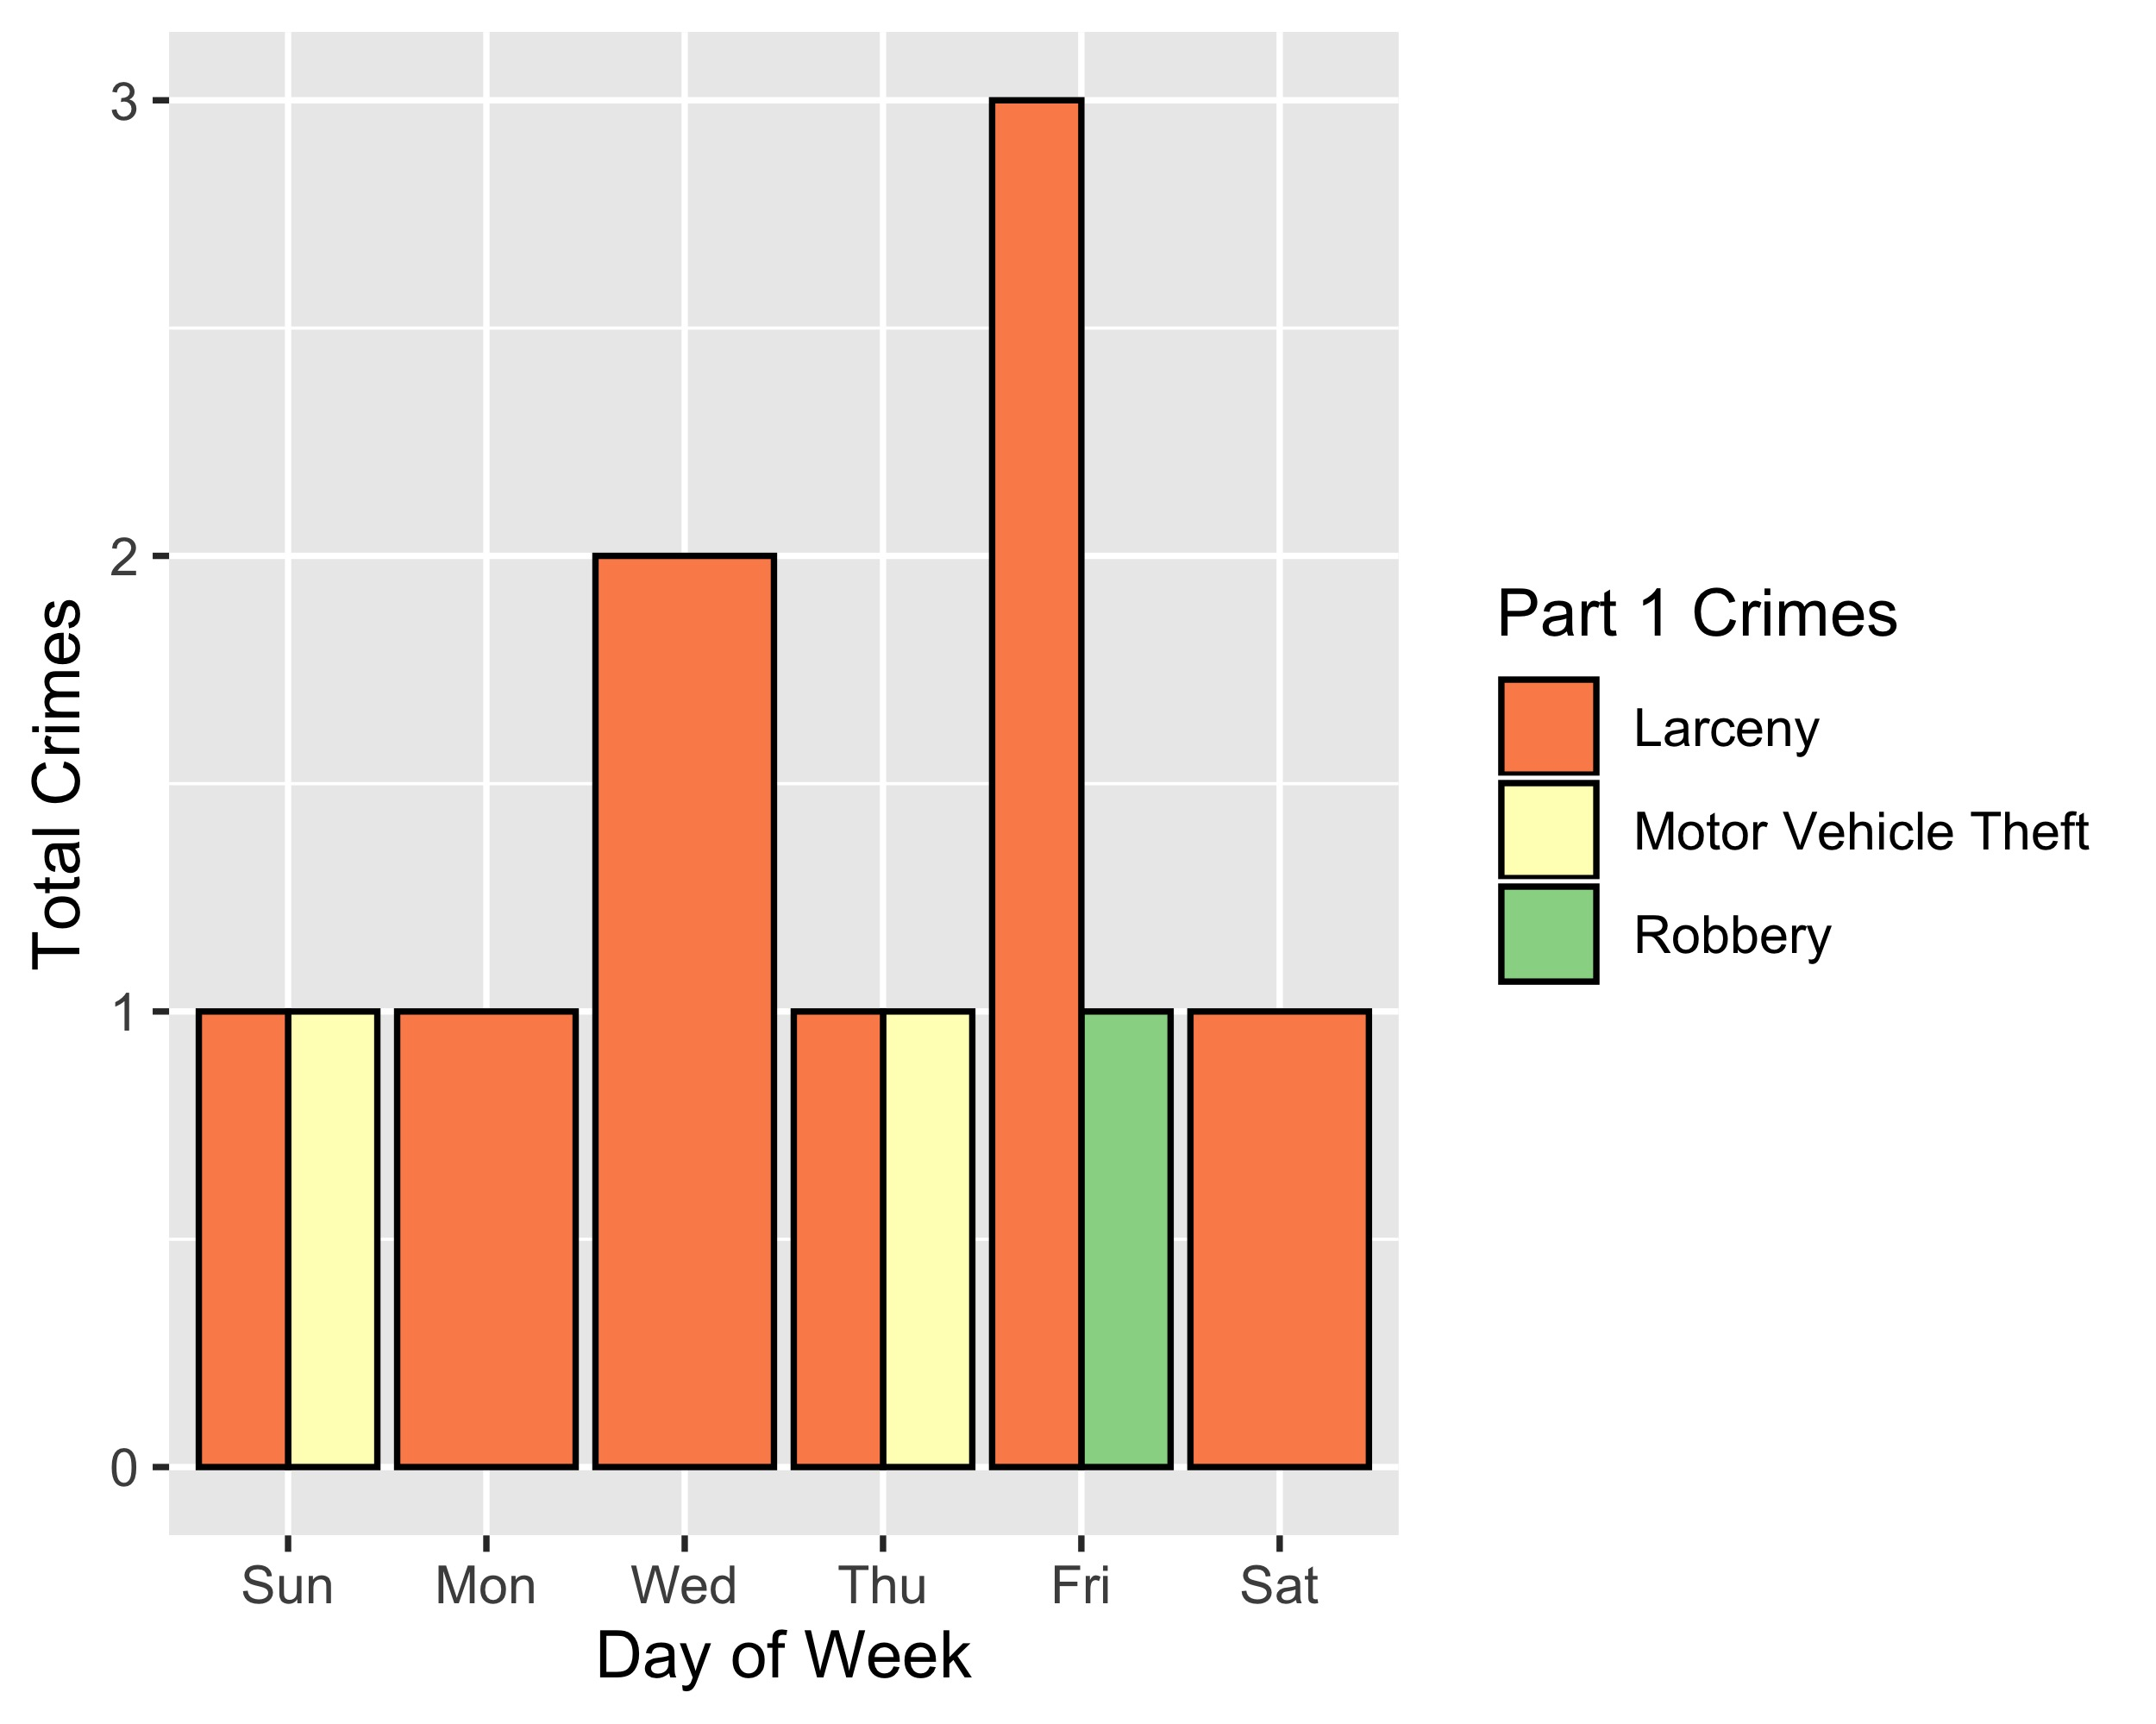 3
2
1
0
Total Crimes
Sun Mon Wed Thu Fri Sat
Day of Week
Part 1 Crimes
Larceny
Motor Vehicle Theft
Robbery